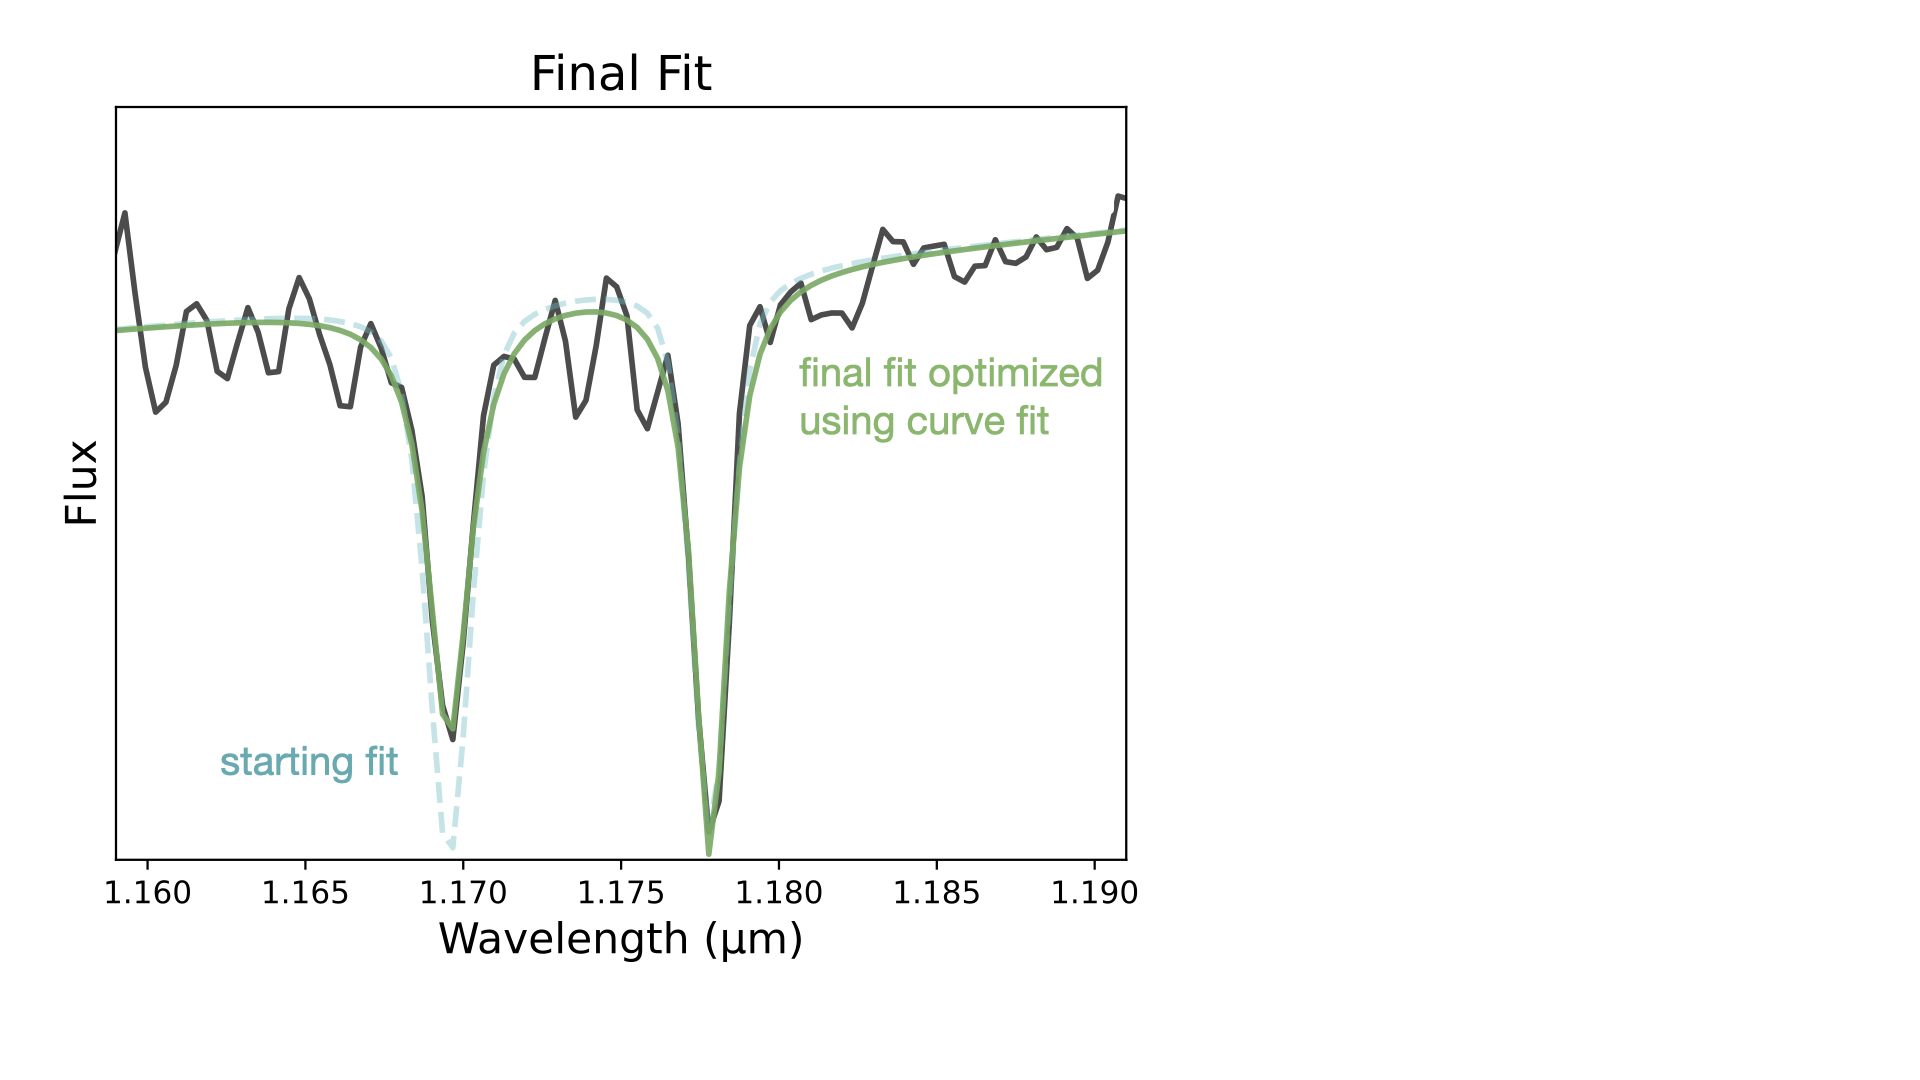 Final Fit
Flux
final fit optimized
using curve fit
starting fit
1.160 1.165 1.170 1.175 1.180 1.185 1.190
Wavelength (μm)